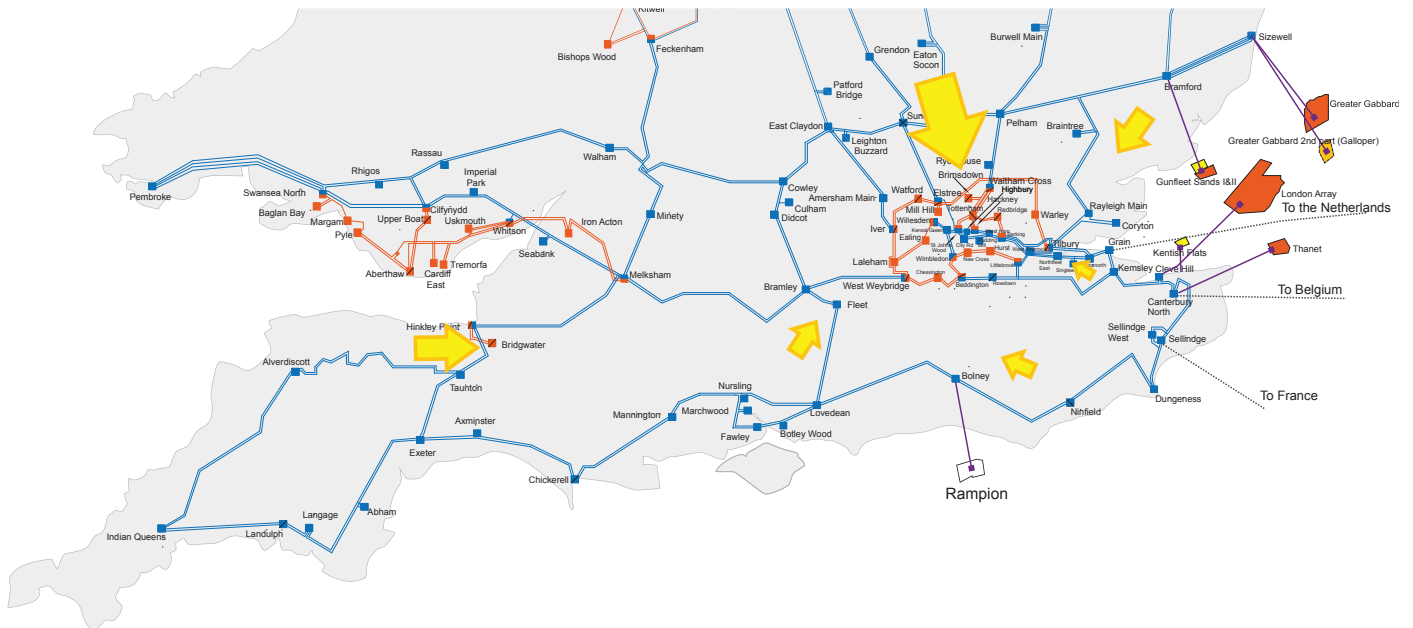 Kitwell
Sizewell
Bishops Wood
Feckenham
Grendon
Eaton
Socon
Burwell Main
Bramford
Patford
Bridge
Greater Gabbard
East Claydon
Leighton
Buzzard
Pelham
Braintree
Greater Gabbard 2nd part (Galloper)
Walham
Rassau
Rhigos
Imperial
Park
Brimsdown
Waltham Cross
Gunfleet Sands I&II
Pembroke
Swansea North
Baglan Bay
Margam
Pyle
Upper Boat
Cilfynydd
Uskmouth
Whitson
Iron Acton
Seabank
Minety
Cowley
Culham
Didcot
Amersham Main
Watford
Elstree
Highbury
Hackney
Mill Hill
Tottenham
Redbridge
Warley
Rayleigh Main
Coryton
London Array
To the Netherlands
Iver
Willesden
Kensal Green
Ealing
St Johns
Wood
City Rd
Hurst
Tilbury
Grain
Kentish Flats
Thanet
Aberthaw
Cardiff
East
Tremorfa
Melksham
Laleham
Wimbledon
New Cross
Littlebrook
Northfleet
East
Singlewell
Kemsley
Cleve Hill
Chessington
West Weybridge
Beddington
Rowdown
Canterbury
North
To Belgium
Bramley
Fleet
Hinkley Point
Bridgwater
Sellindge
West
Sellindge
Alverdiscott
Taunton
Bolney
Dungeness
To France
Nursling
Mannington
Marchwood
Lovedean
Ninfield
Axminster
Fawley
Botley Wood
Exeter
Chickerell
Rampion
Abham
Langage
Landulph
Indian Queens